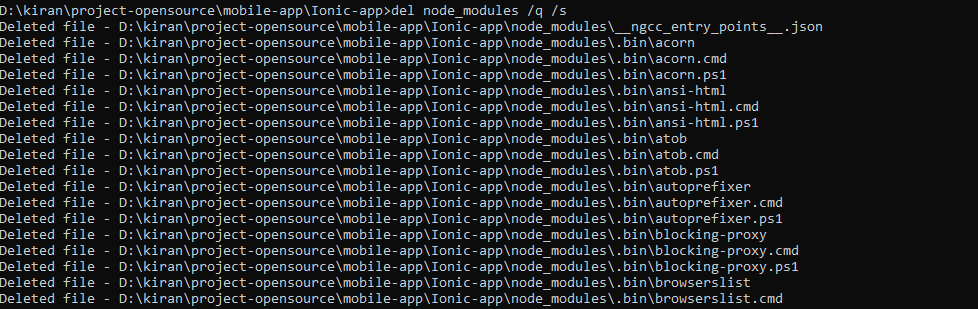 D:\kiran\project-opensource\mobile-app\Ionic-app>del node_modules /q /s
Deleted file - D:\kiran\project-opensource\mobile-app\Ionic-app\node_modules\__ngcc_entry_points__.json
Deleted file - D:\kiran\project-opensource\mobile-app\Ionic-app\node_modules\.bin\acorn
Deleted file - D:\kiran\project-opensource\mobile-app\Ionic-app\node_modules\.bin\acorn.cmd
Deleted file - D:\kiran\project-opensource\mobile-app\Ionic-app\node_modules\.bin\acorn.ps1
Deleted file - D:\kiran\project-opensource\mobile-app\Ionic-app\node_modules\.bin\ansi-html
Deleted file - D:\kiran\project-opensource\mobile-app\Ionic-app\node_modules\.bin\ansi-html.cmd
Deleted file - D:\kiran\project-opensource\mobile-app\Ionic-app\node_modules\.bin\ansi-html.ps1
Deleted file - D:\kiran\project-opensource\mobile-app\Ionic-app\node_modules\.bin\atob
Deleted file - D:\kiran\project-opensource\mobile-app\Ionic-app\node_modules\.bin\atob.cmd
Deleted file - D:\kiran\project-opensource\mobile-app\Ionic-app\node_modules\.bin\atob.ps1
Deleted file - D:\kiran\project-opensource\mobile-app\Ionic-app\node_modules\.bin\autoprefixer
Deleted file - D:\kiran\project-opensource\mobile-app\Ionic-app\node_modules\.bin\autoprefixer.cmd
Deleted file - D:\kiran\project-opensource\mobile-app\Ionic-app\node_modules\.bin\autoprefixer.ps1
Deleted file - D:\kiran\project-opensource\mobile-app\Ionic-app\node_modules\.bin\blocking-proxy
Deleted file - D:\kiran\project-opensource\mobile-app\Ionic-app\node_modules\.bin\blocking-proxy.cmd
Deleted file - D:\kiran\project-opensource\mobile-app\Ionic-app\node_modules\.bin\blocking-proxy.ps1
Deleted file - D:\kiran\project-opensource\mobile-app\Ionic-app\node_modules\.bin\browserslist
Deleted file - D:\kiran\project-opensource\mobile-app\Ionic-app\node_modules\.bin\browserslist.cmd